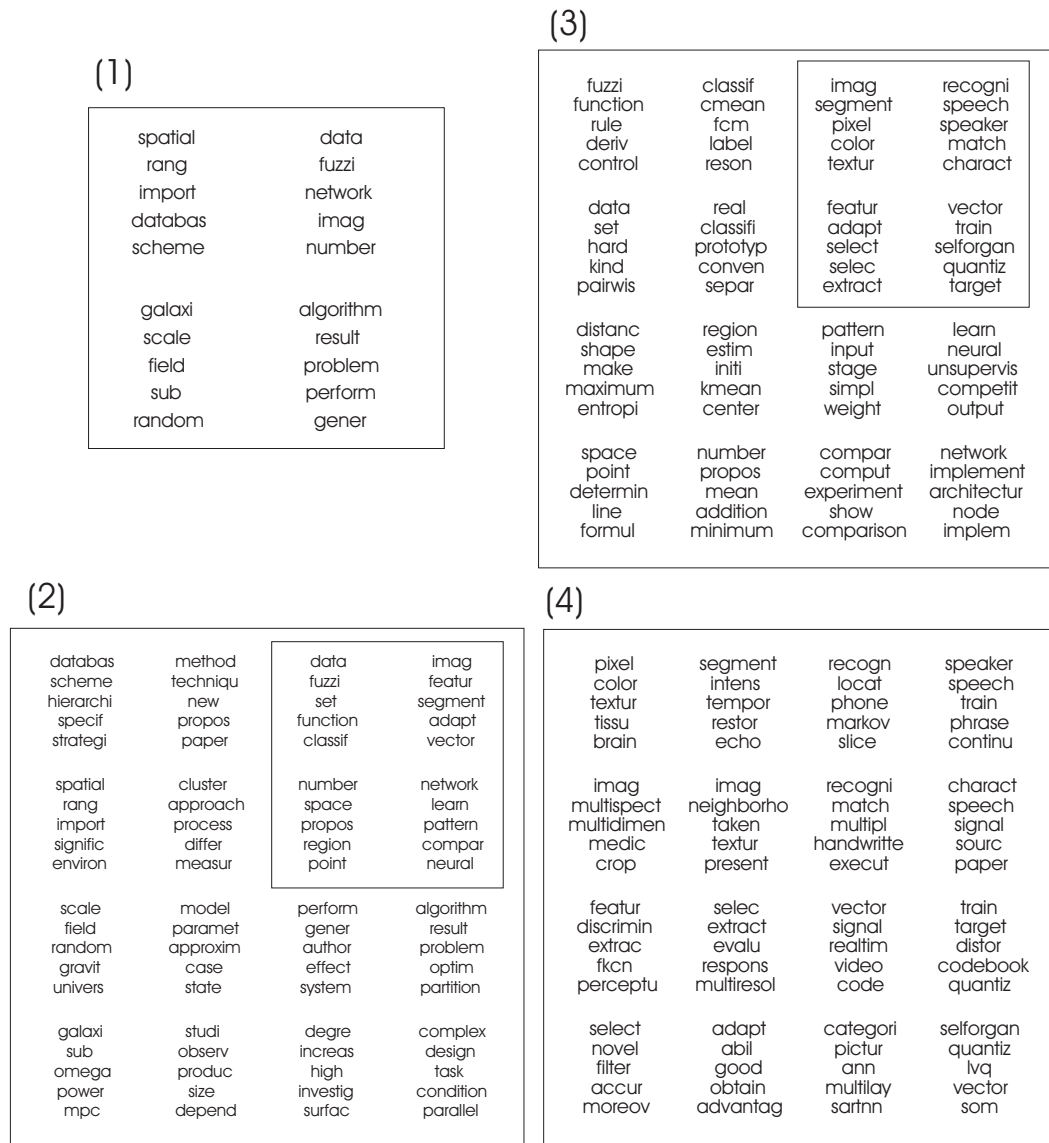 (1)
spatial data
rang fuzzi
import network
databas imag
scheme number
galaxi algorithm
scale result
field problem
sub perform
random gener
(3)
fuzzi classif imag recogni
function cmean segment speech
rule fcm pixel speaker
deriv label color match
control reson textur charact
data real featur vector
set classifi adapt train
hard prototyp select selforgan
kind conven selec quantiz
pairwis separ extract target
distanc region pattern learn
shape estim input neural
make initi stage unsupervis
maximum kmean simpl competit
entropi center weight output
space number compar network
point propos comput implement
determin mean experiment architectur
line addition show node
formul minimum comparison implem
(2)
databas method data imag
scheme techniqu fuzzi featur
hierarchi new set segment
specif propos function adapt
strategi paper classif vector
spatial cluster number network
rang approach space learn
import process propos pattern
signific differ region compar
environ measur point neural
scale model perform algorithm
field paramet gener result
random approxim author problem
gravit case effect optim
univers state system partition
galaxi studi degre complex
sub observ increas design
omega produc high task
power size investig condition
mpc depend surfac parallel
(4)
pixel segment recogn speaker
color intens locat speech
textur tempor phone train
tissu restor markov phrase
brain echo slice continu
imag imag recogni charact
multispect neighborho match speech
multidimen taken multipl signal
medic textur handwritte sourc
crop present execut paper
featur selec vector train
discrimin extract signal target
extrac evalu realtim distor
fkcn respons video codebook
perceptu multiresol code quantiz
select adapt categori selforgan
novel abil pictur quantiz
filter good ann lvq
accur obtain multilay vector
moreov advantag sartnn som